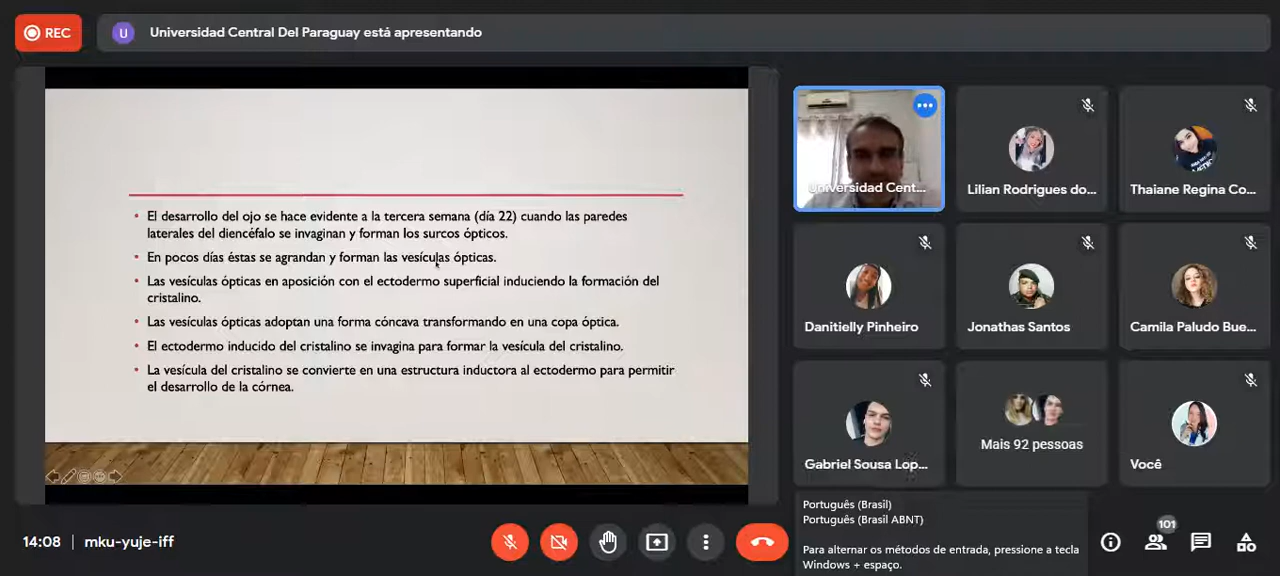 REC
U
Universidad Central Del Paraguay está apresentando
• El desarrollo del ojo se hace evidente a la tercera semana (día 22) cuando las paredes
laterales del diencéfalo se invaginan y forman los surcos ópticos.
• En pocos días éstas se agrandan y forman las vesículas ópticas.
• Las vesículas ópticas en aposición con el ectodermo superficial induciendo la formación del
cristalino.
• Las vesículas ópticas adoptan una forma cóncava transformando en una copa óptica.
• El ectodermo inducido del cristalino se invagina para formar la vesícula del cristalino.
• La vesícula del cristalino se convierte en una estructura inductora al ectodermo para permitir
el desarrollo de la córnea.
Universidad Cent...
Lilian Rodrigues do...
Thaiane Regina Co...
Danitielly Pinheiro
Jonathas Santos
Camila Paludo Bue...
Gabriel Sousa Lop...
Mais 92 pessoas
Você
14:08 | mku-yuje-iff
Português (Brasil)
Português (Brasil ABNT)
Para alternar os métodos de entrada, pressione a tecla
Windows + espaço.
101